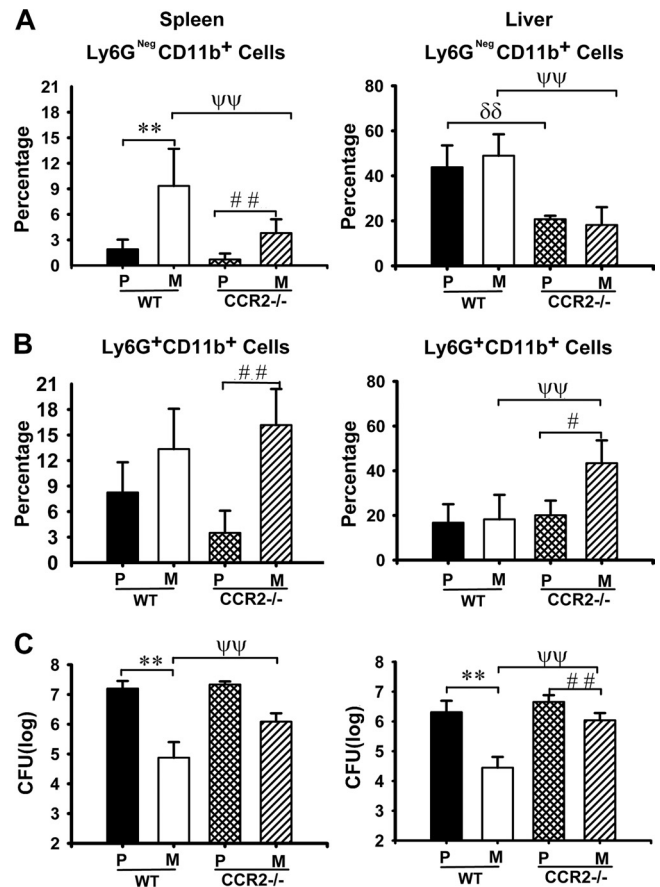 A
Spleen
Liver
Ly6G^Neg CD11b⁺ Cells
Ly6G^Neg CD11b⁺ Cells
21
18
15
12
9
6
3
0
Percentage
**
ψψ
##
P M P M
WT CCR2-/-
80
60
40
20
0
Percentage
δδ
ψψ
P M P M
WT CCR2-/-
B
Ly6G⁺CD11b⁺ Cells
Ly6G⁺CD11b⁺ Cells
21
18
15
12
9
6
3
0
Percentage
##
P M P M
WT CCR2-/-
80
60
40
20
0
Percentage
ψψ
#
P M P M
WT CCR2-/-
C
8
7
6
5
4
3
2
CFU(log)
**
ψψ
P M P M
WT CCR2-/-
8
7
6
5
4
3
2
CFU(log)
**
ψψ
##
P M P M
WT CCR2-/-